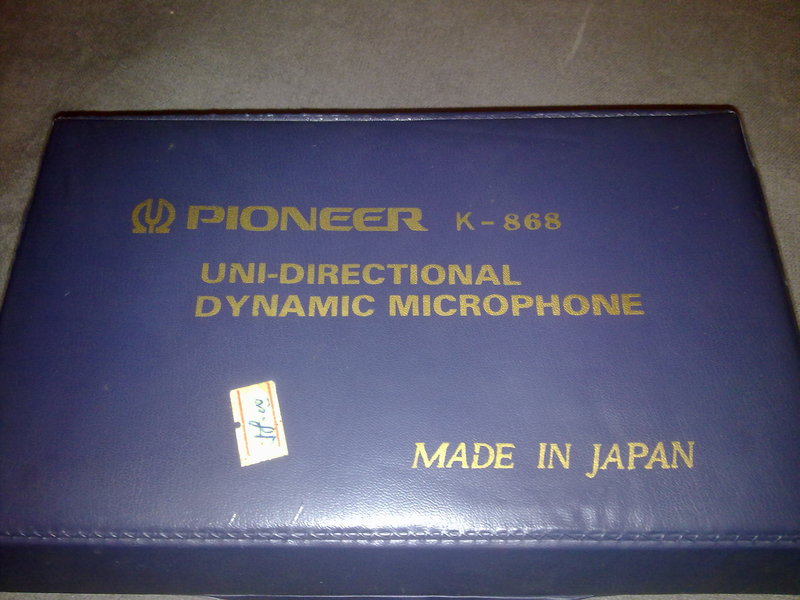 PIONEER K-868
UNI-DIRECTIONAL
DYNAMIC MICROPHONE
MADE IN JAPAN